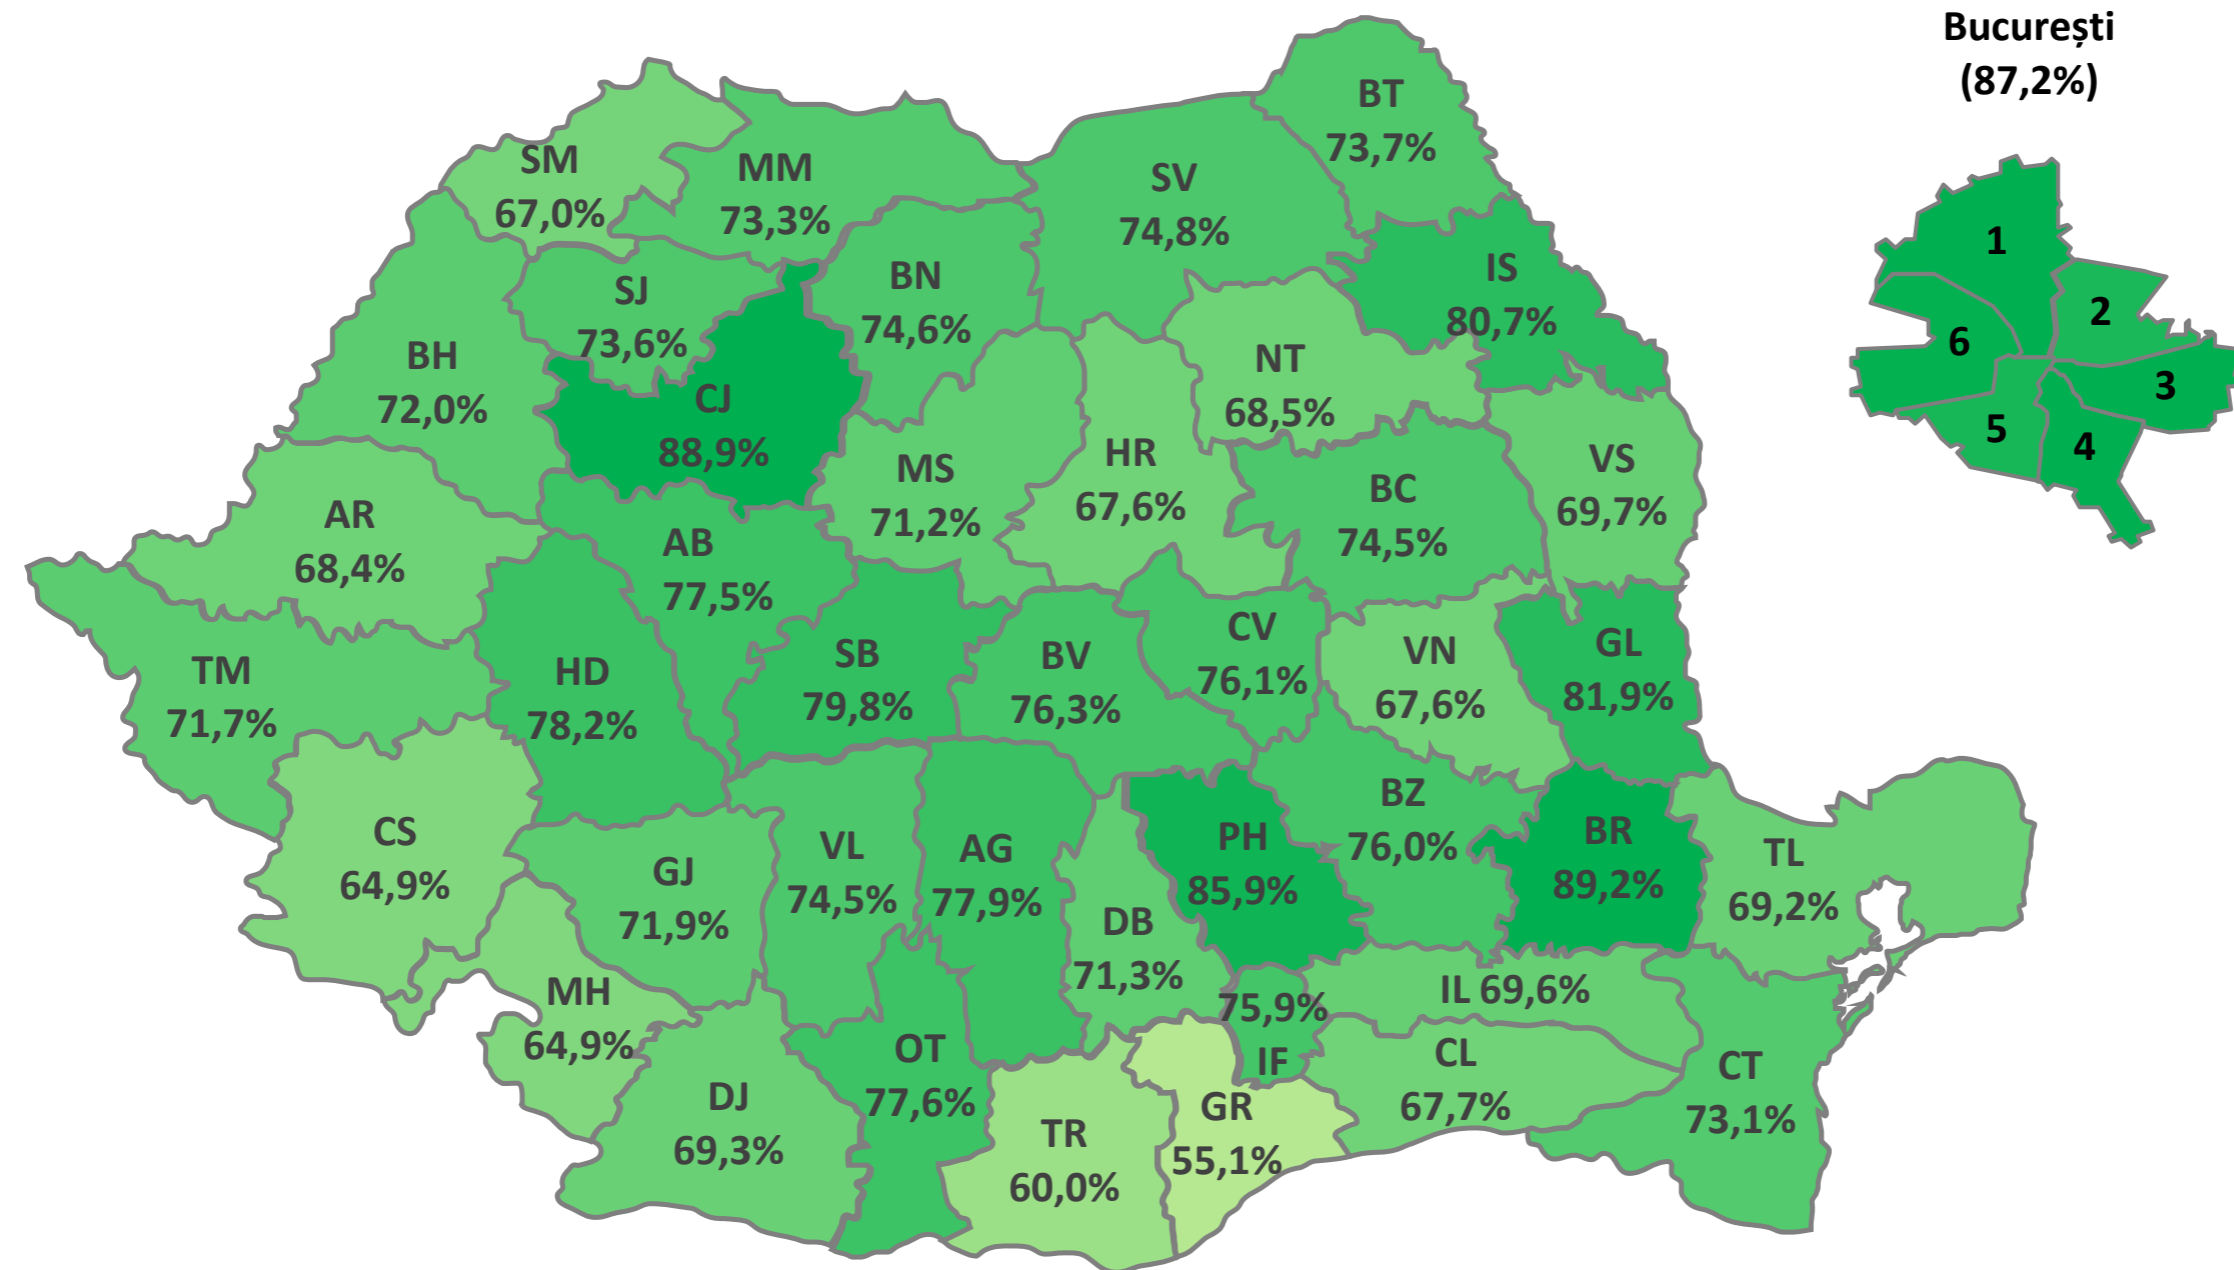 București
(87,2%)
BT
73,7%
SM
67,0%
MM
73,3%
SV
74,8%
1
IS
80,7%
BN
74,6%
SJ
73,6%
2
6
NT
68,5%
BH
72,0%
3
CJ
88,9%
5
4
HR
67,6%
MS
71,2%
VS
69,7%
BC
74,5%
AR
68,4%
AB
77,5%
CV
76,1%
GL
81,9%
VN
67,6%
SB
79,8%
BV
76,3%
TM
71,7%
HD
78,2%
BZ
76,0%
CS
64,9%
BR
89,2%
PH
85,9%
VL
74,5%
AG
77,9%
TL
69,2%
GJ
71,9%
DB
71,3%
MH
64,9%
IL 69,6%
75,9%
IF
OT
77,6%
CL
67,7%
CT
73,1%
DJ
69,3%
GR
55,1%
TR
60,0%